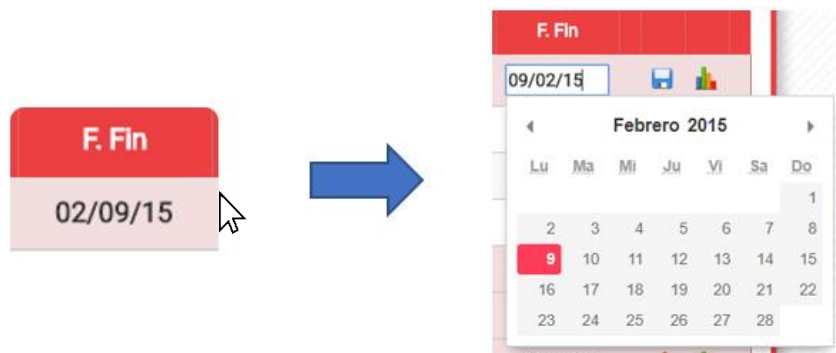 F. Fin
02/09/15
F. Fin
09/02/15
Febrero 2015
Lu Ma Mi Ju Vi Sa Do
1
2 3 4 5 6 7 8
9 10 11 12 13 14 15
16 17 18 19 20 21 22
23 24 25 26 27 28